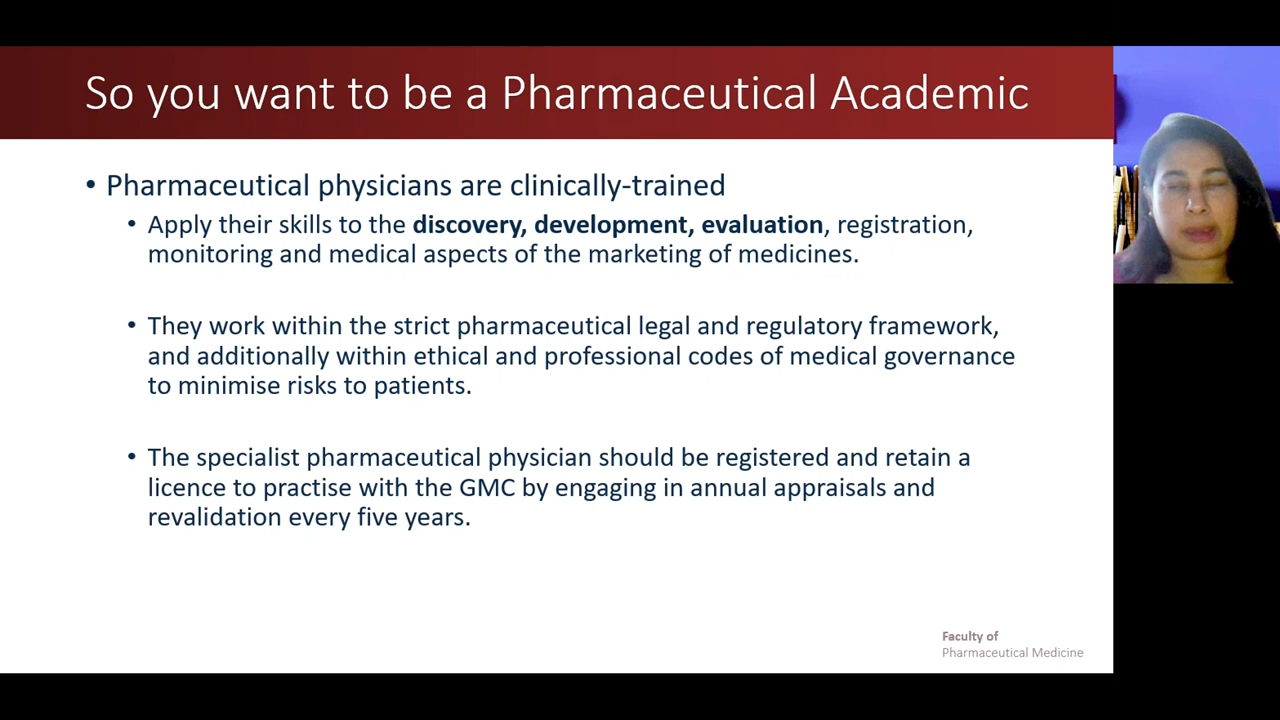 So you want to be a Pharmaceutical Academic
• Pharmaceutical physicians are clinically-trained
• Apply their skills to the discovery, development, evaluation, registration,
monitoring and medical aspects of the marketing of medicines.
• They work within the strict pharmaceutical legal and regulatory framework,
and additionally within ethical and professional codes of medical governance
to minimise risks to patients.
• The specialist pharmaceutical physician should be registered and retain a
licence to practise with the GMC by engaging in annual appraisals and
revalidation every five years.
Faculty of
Pharmaceutical Medicine